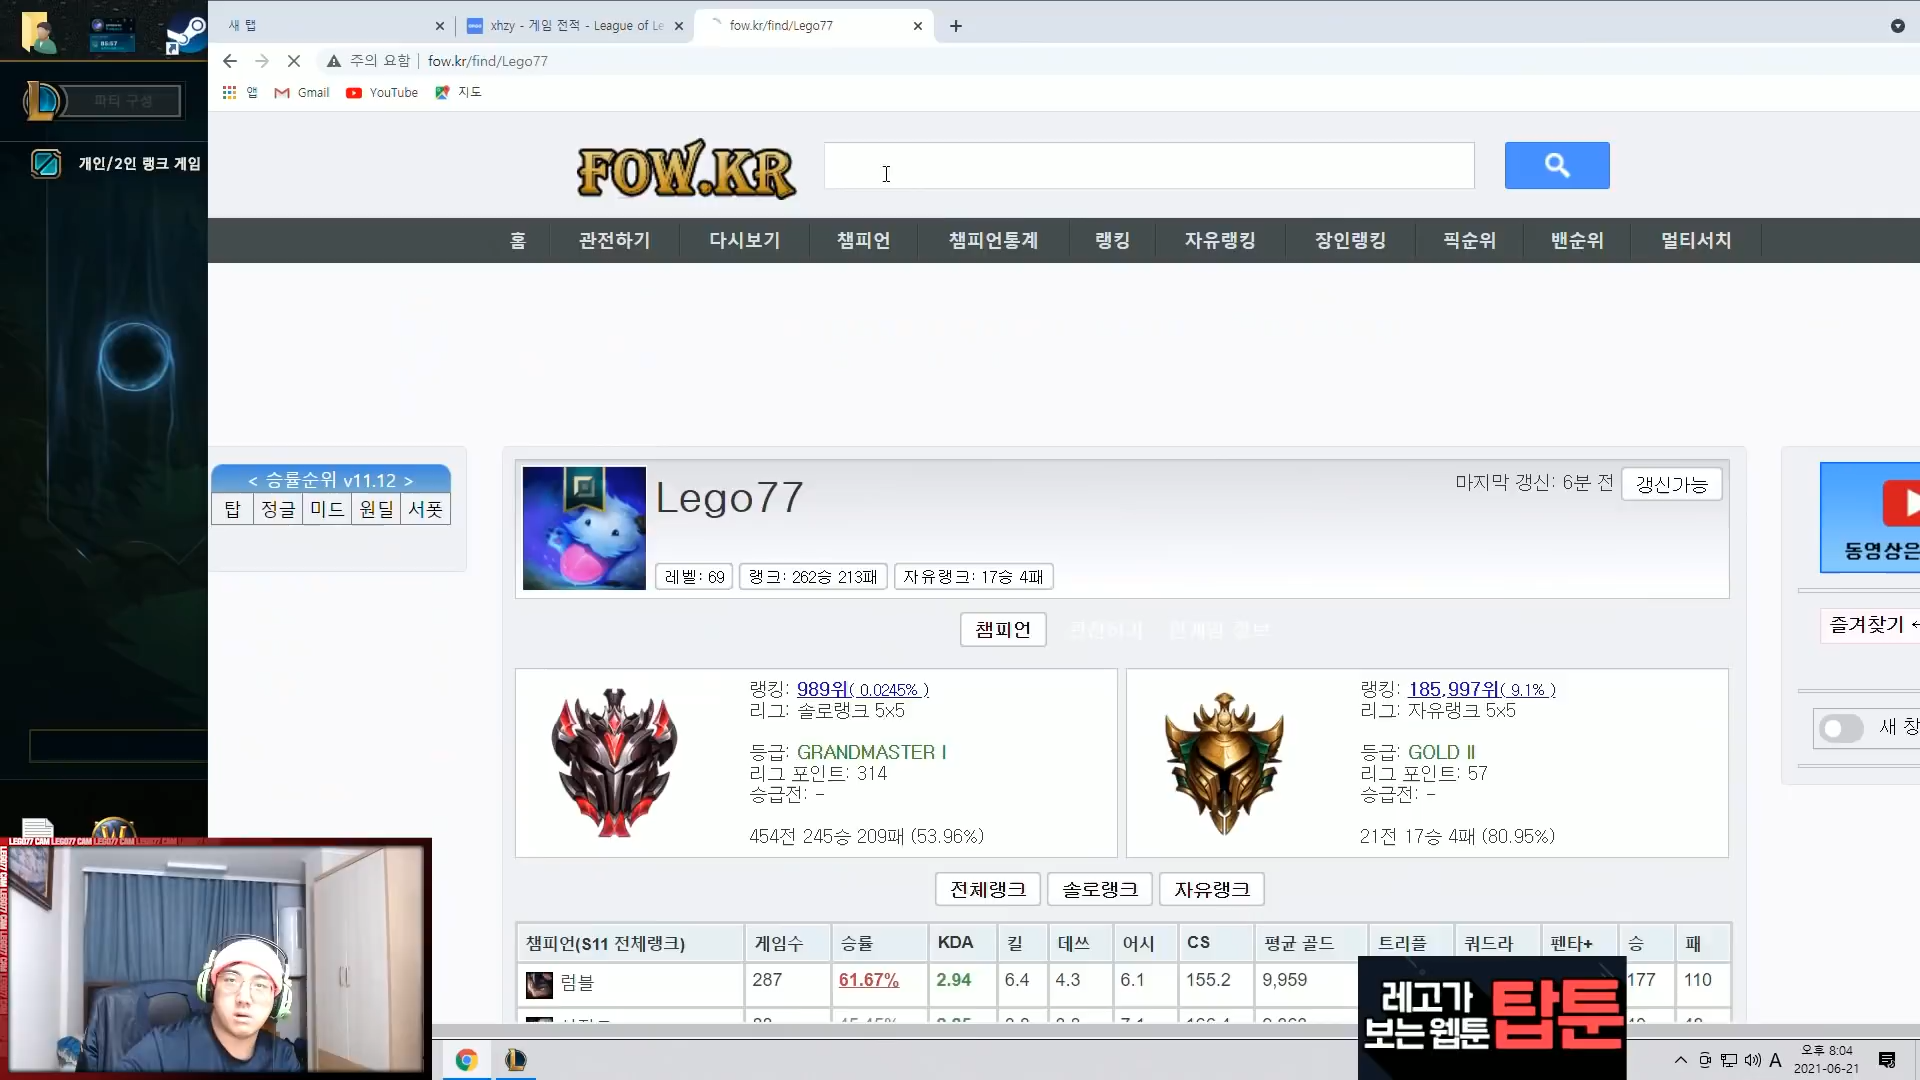 새 탭
xhzy - 게임 전적 - League of Le
fow.kr/find/Lego77
주의 요함
fow.kr/find/Lego77
앱
Gmail
YouTube
지도
파티 구성
개인/2인 랭크 게임
FOW.KR
홈
관전하기
다시보기
챔피언
챔피언통계
랭킹
자유랭킹
장인랭킹
픽순위
밴순위
멀티서치
< 승률순위 v11.12 >
탑
정글
미드
원딜
서폿
Lego77
마지막 갱신: 6분 전
갱신가능
레벨: 69
랭크: 262승 213패
자유랭크: 17승 4패
챔피언
관전하기
랭킹: 989위( 0.0245% )
리그: 솔로랭크 5x5
등급: GRANDMASTER I
리그 포인트: 314
승급전: -
454전 245승 209패 (53.96%)
랭킹: 185,997위( 9.1% )
리그: 자유랭크 5x5
등급: GOLD II
리그 포인트: 57
승급전: -
21전 17승 4패 (80.95%)
동영상은
즐겨찾기
새 창
전체랭크
솔로랭크
자유랭크
챔피언(S11 전체랭크)
게임수
승률
KDA
킬
데쓰
어시
CS
평균 골드
트리플
쿼드라
펜타+
승
패
럼블
287
61.67%
2.94
6.4
4.3
6.1
155.2
9,959
177
110
레고가
보는웹툰
탑툰
LEGO77 CAM LEGO77 CAM LEGO77 CAM LEGO77 CAM
A
오후 8:04
2021-06-21